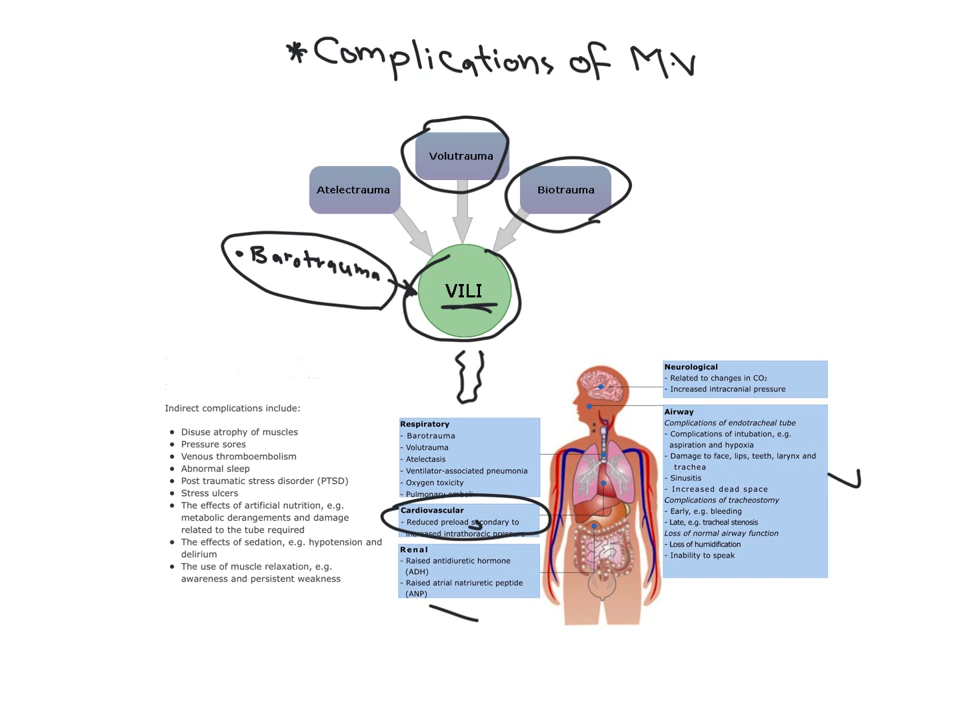 *Complications of M.V
Volutrauma
Atelectrauma
Biotrauma
• Barotrauma
VILI
Indirect complications include:
• Disuse atrophy of muscles
• Pressure sores
• Venous thromboembolism
• Abnormal sleep
• Post traumatic stress disorder (PTSD)
• Stress ulcers
• The effects of artificial nutrition, e.g.
metabolic derangements and damage
related to the tube required
• The effects of sedation, e.g. hypotension and
delirium
• The use of muscle relaxation, e.g.
awareness and persistent weakness
Respiratory
- Barotrauma
- Volutrauma
- Atelectasis
- Ventilator-associated pneumonia
- Oxygen toxicity
- Pulmonary emboli
Cardiovascular
- Reduced preload secondary to
increased intrathoracic pressure
Renal
- Raised antidiuretic hormone
(ADH)
- Raised atrial natriuretic peptide
(ANP)
Neurological
- Related to changes in CO₂
- Increased intracranial pressure
Airway
Complications of endotracheal tube
- Complications of intubation, e.g.
aspiration and hypoxia
- Damage to face, lips, teeth, larynx and
trachea
- Sinusitis
- Increased dead space
Complications of tracheostomy
- Early, e.g. bleeding
- Late, e.g. tracheal stenosis
Loss of normal airway function
- Loss of humidification
- Inability to speak